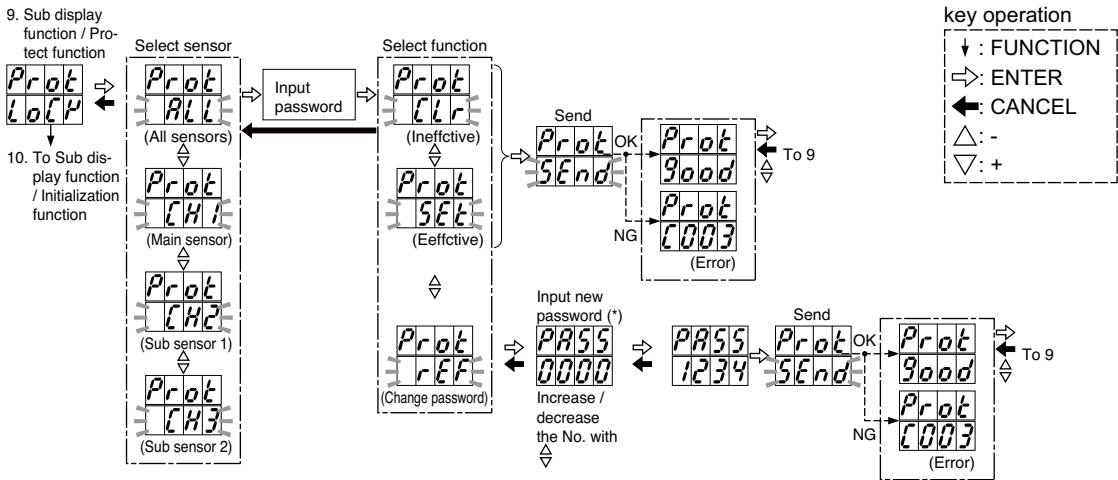 9. Sub display
function / Pro-
tect function
Prot
LoCK
10. To Sub dis-
play function
/ Initialization
function
Select sensor
Prot
ALL
(All sensors)
Prot
CH1
(Main sensor)
Prot
CH2
(Sub sensor 1)
Prot
CH3
(Sub sensor 2)
Input
password
Select function
Prot
CLr
(Ineffctive)
Prot
SEt
(Eeffctive)
Prot
rEF
(Change password)
Send
Prot
SEnd
OK
NG
Prot
good
Prot
C003
(Error)
To 9
Input new
password (*)
PASS
0000
Increase /
decrease
the No. with
PASS
1234
Send
Prot
SEnd
OK
NG
Prot
good
Prot
C003
(Error)
To 9
key operation
: FUNCTION
: ENTER
: CANCEL
: -
: +